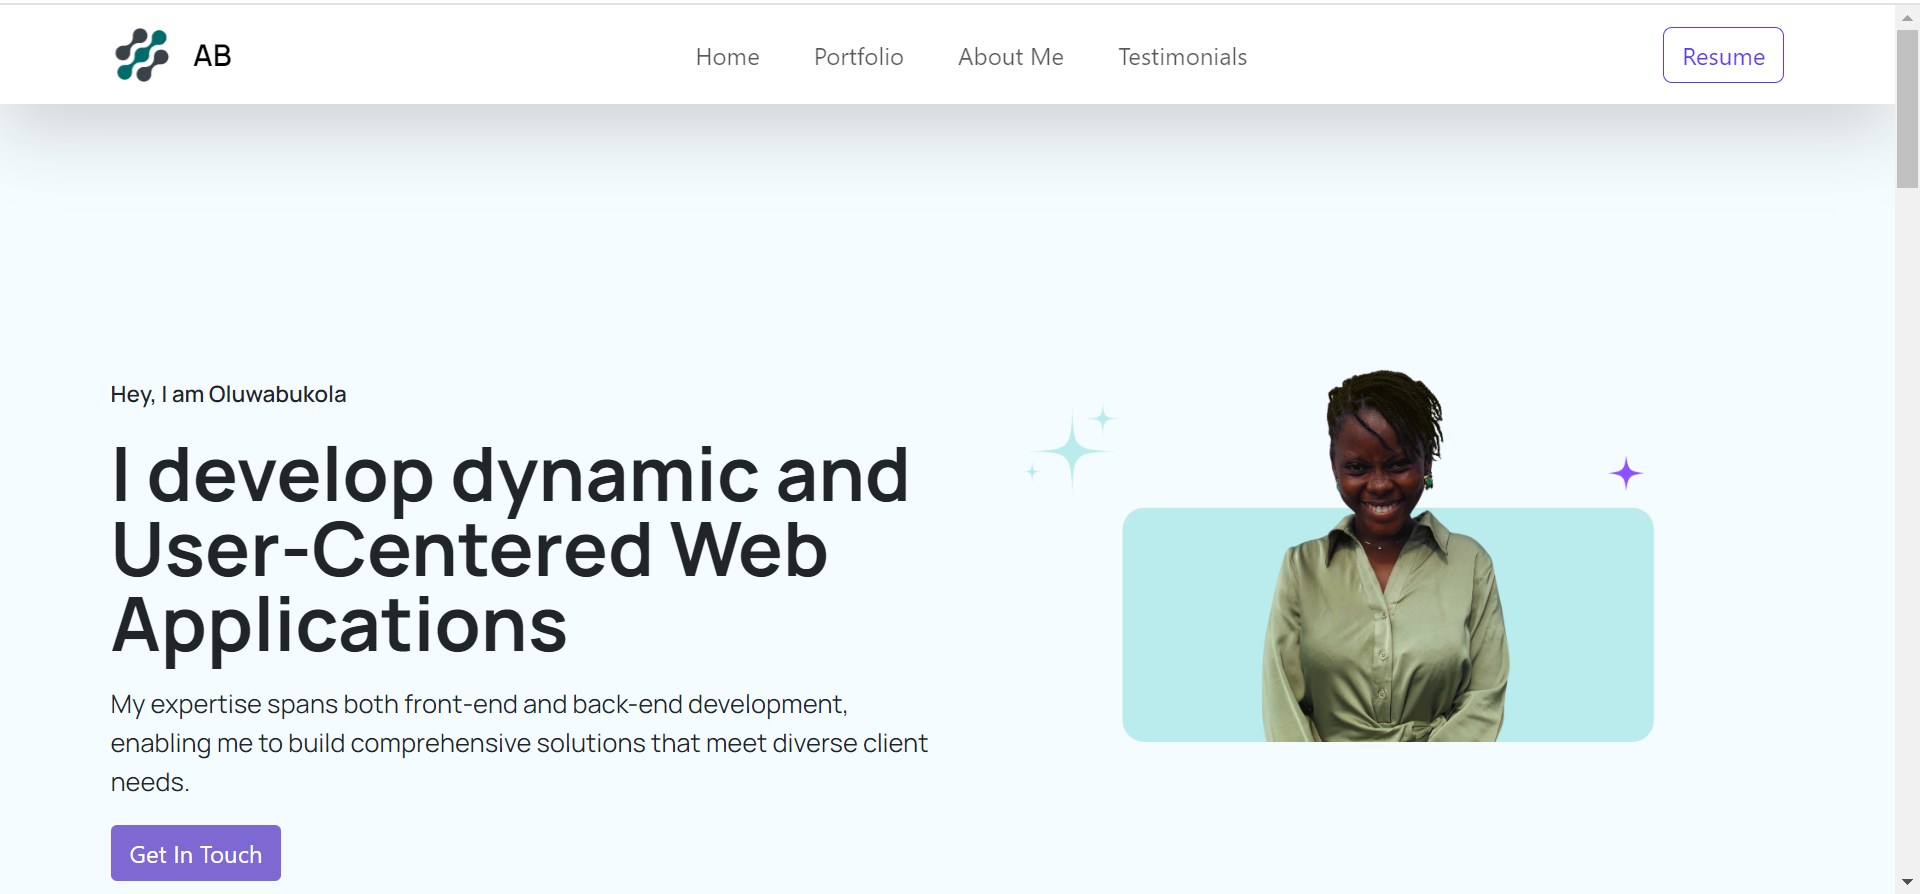 AB
Home
Portfolio
About Me
Testimonials
Resume
Hey, I am Oluwabukola
I develop dynamic and
User-Centered Web
Applications
My expertise spans both front-end and back-end development,
enabling me to build comprehensive solutions that meet diverse client
needs.
Get In Touch